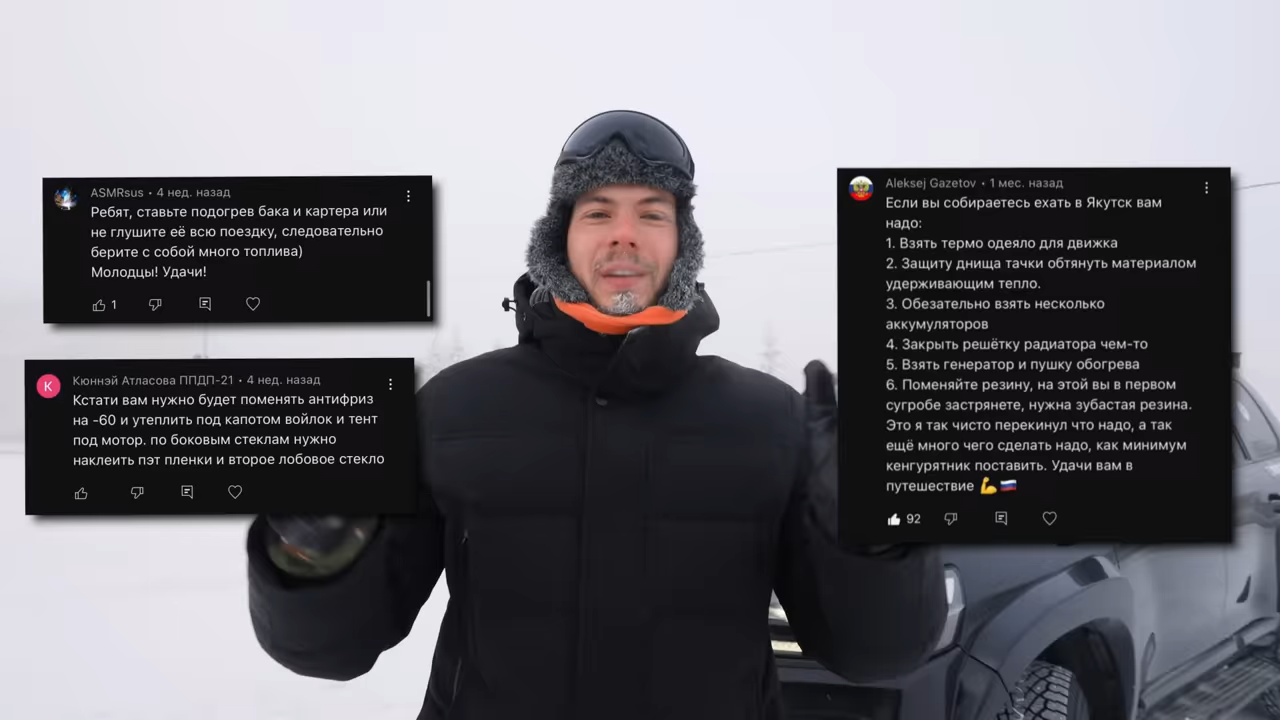 ASMRsus • 4 нед. назад
Ребят, ставьте подогрев бака и картера или
не глушите её всю поездку, следовательно
берите с собой много топлива)
Молодцы! Удачи!
1
К
Кюннэй Атласова ППДП-21 • 4 нед. назад
Кстати вам нужно будет поменять антифриз
на -60 и утеплить под капотом войлок и тент
под мотор. по боковым стеклам нужно
наклеить пэт пленки и второе лобовое стекло
Aleksej Gazetov • 1 мес. назад
Если вы собираетесь ехать в Якутск вам
надо:
1. Взять термо одеяло для движка
2. Защиту днища тачки обтянуть материалом
удерживающим тепло.
3. Обезательно взять несколько
аккумуляторов
4. Закрыть решётку радиатора чем-то
5. Взять генератор и пушку обогрева
6. Поменяйте резину, на этой вы в первом
сугробе застрянете, нужна зубастая резина.
Это я так чисто перекинул что надо, а так
ещё много чего сделать надо, как минимум
кенгурятник поставить. Удачи вам в
путешествие 💪🇷🇺
92